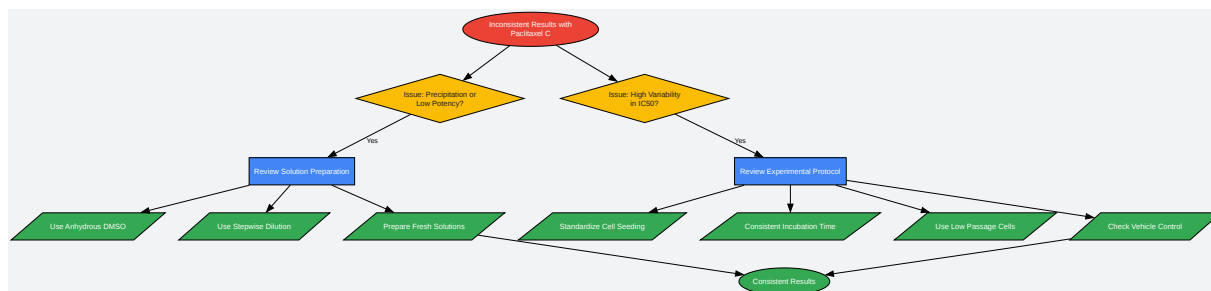 Inconsistent Results with
Paclitaxel C
Issue: Precipitation or
Low Potency?
Issue: High Variability
in IC50?
Yes
Yes
Review Solution Preparation
Review Experimental Protocol
Use Anhydrous DMSO
Use Stepwise Dilution
Prepare Fresh Solutions
Standardize Cell Seeding
Consistent Incubation Time
Use Low Passage Cells
Check Vehicle Control
Consistent Results